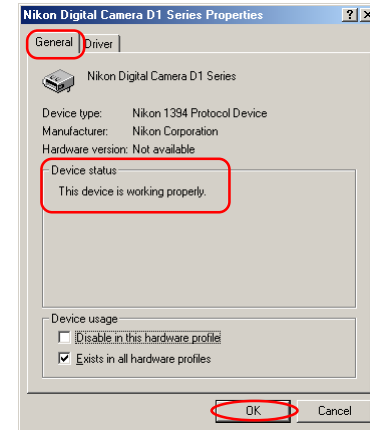 Nikon Digital Camera D1 Series Properties ? x
General Driver
Nikon Digital Camera D1 Series
Device type: Nikon 1394 Protocol Device
Manufacturer: Nikon Corporation
Hardware version: Not available
Device status
This device is working properly.
Device usage
Disable in this hardware profile
Exists in all hardware profiles
OK Cancel